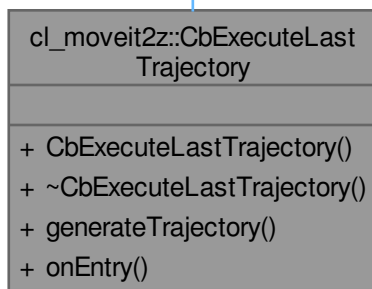 cl_moveit2z::CbExecuteLast
Trajectory
+ CbExecuteLastTrajectory()
+ ~CbExecuteLastTrajectory()
+ generateTrajectory()
+ onEntry()